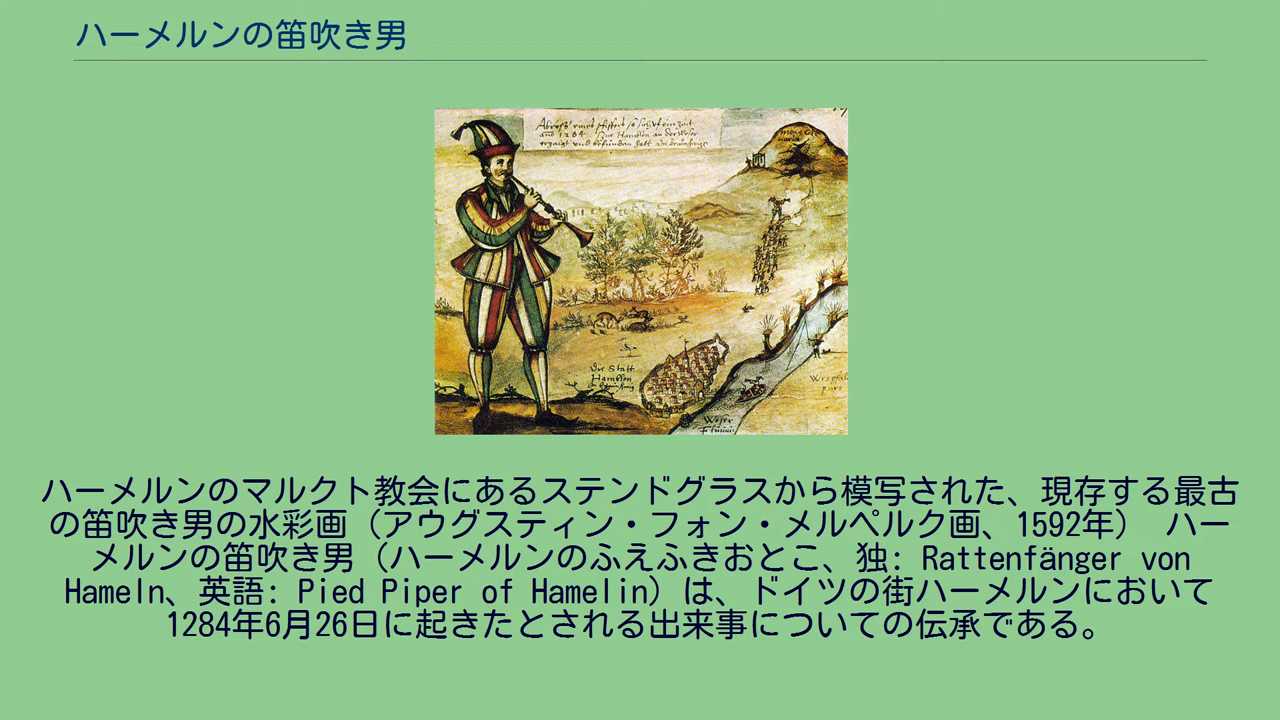 ハーメルンの笛吹き男
anno 1284
Die Statt
Hamelen
Weser
ハーメルンのマルクト教会にあるステンドグラスから模写された、現存する最古
の笛吹き男の水彩画（アウグスティン・フォン・メルペルク画、1592年） ハー
メルンの笛吹き男（ハーメルンのふえふきおとこ、独: Rattenfänger von
Hameln、英語: Pied Piper of Hamelin）は、ドイツの街ハーメルンにおいて
1284年6月26日に起きたとされる出来事についての伝承である。